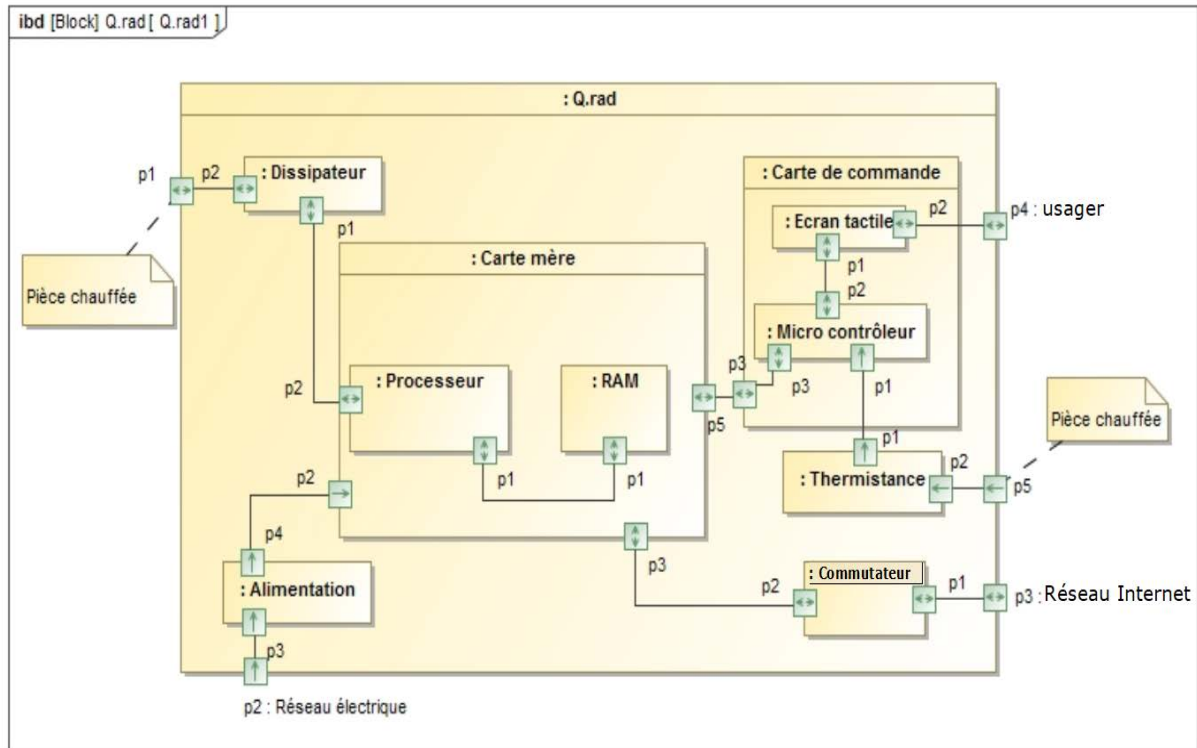 ibd [Block] Q.rad [ Q.rad1 ]
: Q.rad
p1
p2
: Dissipateur
p1
Pièce chauffée
: Carte de commande
: Ecran tactile
p2
p4 : usager
p1
p2
: Micro contrôleur
p3
p3
p1
: Carte mère
p2
: Processeur
: RAM
p5
p1
p1
Pièce chauffée
p1
: Thermistance
p2
p5
p2
p4
: Alimentation
p3
p3
p2
: Commutateur
p1
p3 : Réseau Internet
p2 : Réseau électrique